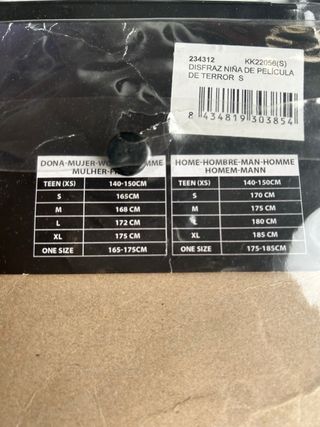 234312 KK22056(S)
DISFRAZ NIÑA DE PELÍCULA
DE TERROR S
8 434819 303854
DONA-MUJER-WO
MME
MULHER-F
TEEN (XS) 140-150CM
S 165CM
M 168 CM
L 172 CM
XL 175 CM
ONE SIZE 165-175CM
HOME-HOMBRE-MAN-HOMME
HOMEM-MANN
TEEN (XS) 140-150CM
S 170 CM
M 175 CM
180 CM
XL 185 CM
ONE SIZE 175-185CM